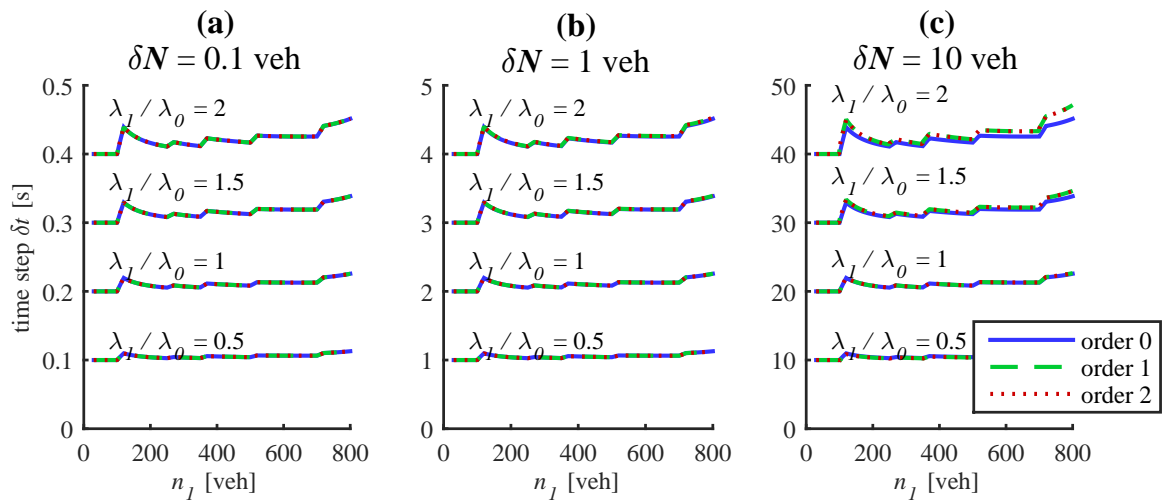 (a)
δN = 0.1 veh
0.5
0.4
0.3
0.2
0.1
0
time step δt [s]
λ1 / λ0 = 2
λ1 / λ0 = 1.5
λ1 / λ0 = 1
λ1 / λ0 = 0.5
0 200 400 600 800
n1 [veh]
(b)
δN = 1 veh
5
4
3
2
1
0
λ1 / λ0 = 2
λ1 / λ0 = 1.5
λ1 / λ0 = 1
λ1 / λ0 = 0.5
0 200 400 600 800
n1 [veh]
(c)
δN = 10 veh
50
40
30
20
10
0
λ1 / λ0 = 2
λ1 / λ0 = 1.5
λ1 / λ0 = 1
λ1 / λ0 = 0.5
0 200 400 600 800
n1 [veh]
order 0
order 1
order 2